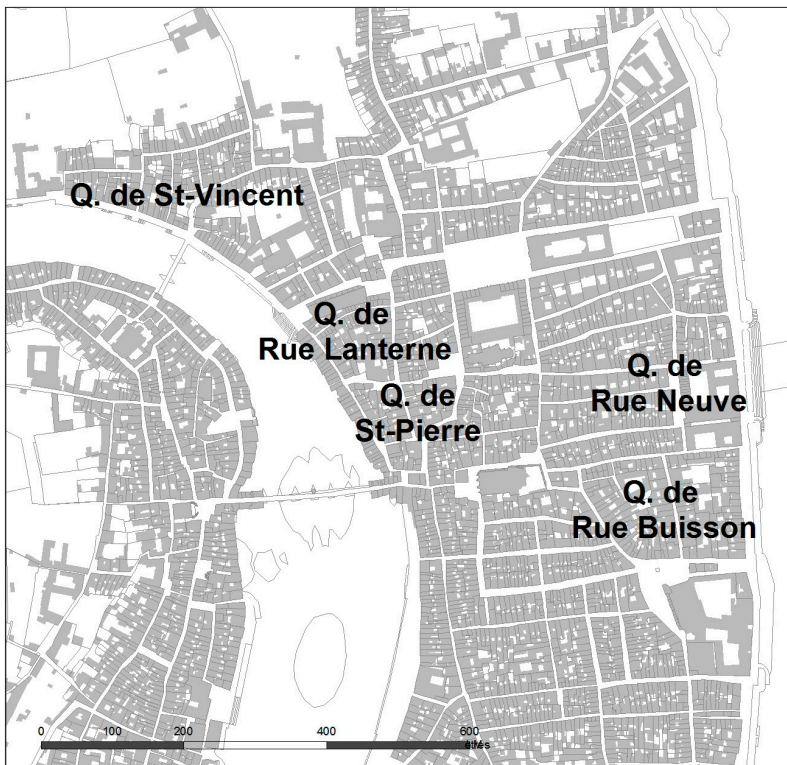 Q. de St-Vincent
Q. de
Rue Lanterne
Q. de
St-Pierre
Q. de
Rue Neuve
Q. de
Rue Buisson
0 100 200 400 600